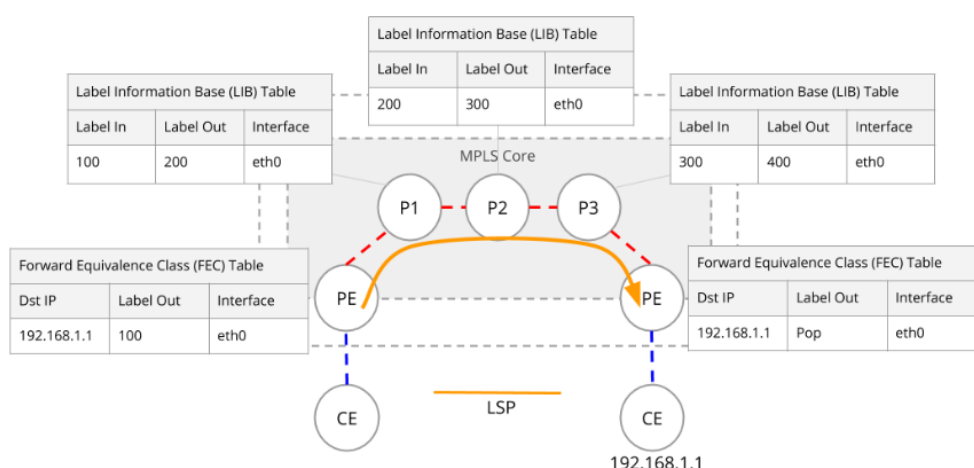 Label Information Base (LIB) Table
Label In Label Out Interface
200 300 eth0
Label Information Base (LIB) Table
Label In Label Out Interface
100 200 eth0
Label Information Base (LIB) Table
Label In Label Out Interface
300 400 eth0
MPLS Core
P1 P2 P3
Forward Equivalence Class (FEC) Table
Dst IP Label Out Interface
192.168.1.1 100 eth0
PE
PE
Forward Equivalence Class (FEC) Table
Dst IP Label Out Interface
192.168.1.1 Pop eth0
CE
LSP
CE
192.168.1.1